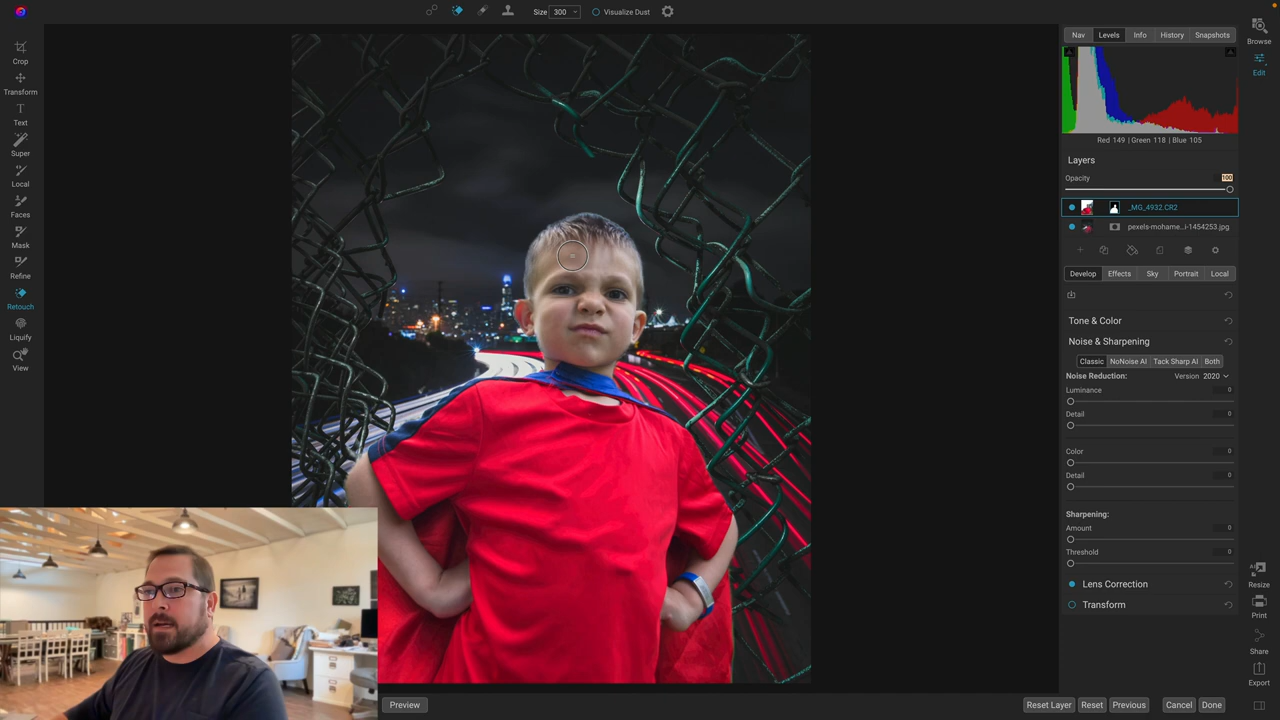 Size 300 Visualize Dust
Crop
Transform
Text
Super
Local
Faces
Mask
Refine
Retouch
Liquify
View
Nav Levels Info History Snapshots
Red 149 | Green 118 | Blue 105
Layers
Opacity 100
_MG_4932.CR2
pexels-mohame...i-1454253.jpg
Develop Effects Sky Portrait Local
Tone & Color
Noise & Sharpening
Classic NoNoise AI Tack Sharp AI Both
Noise Reduction: Version 2020
Luminance 0
Detail 0
Color 0
Detail 0
Sharpening:
Amount 0
Threshold 0
Lens Correction
Transform
Browse
Edit
Resize
Print
Share
Export
Preview
Reset Layer Reset Previous Cancel Done